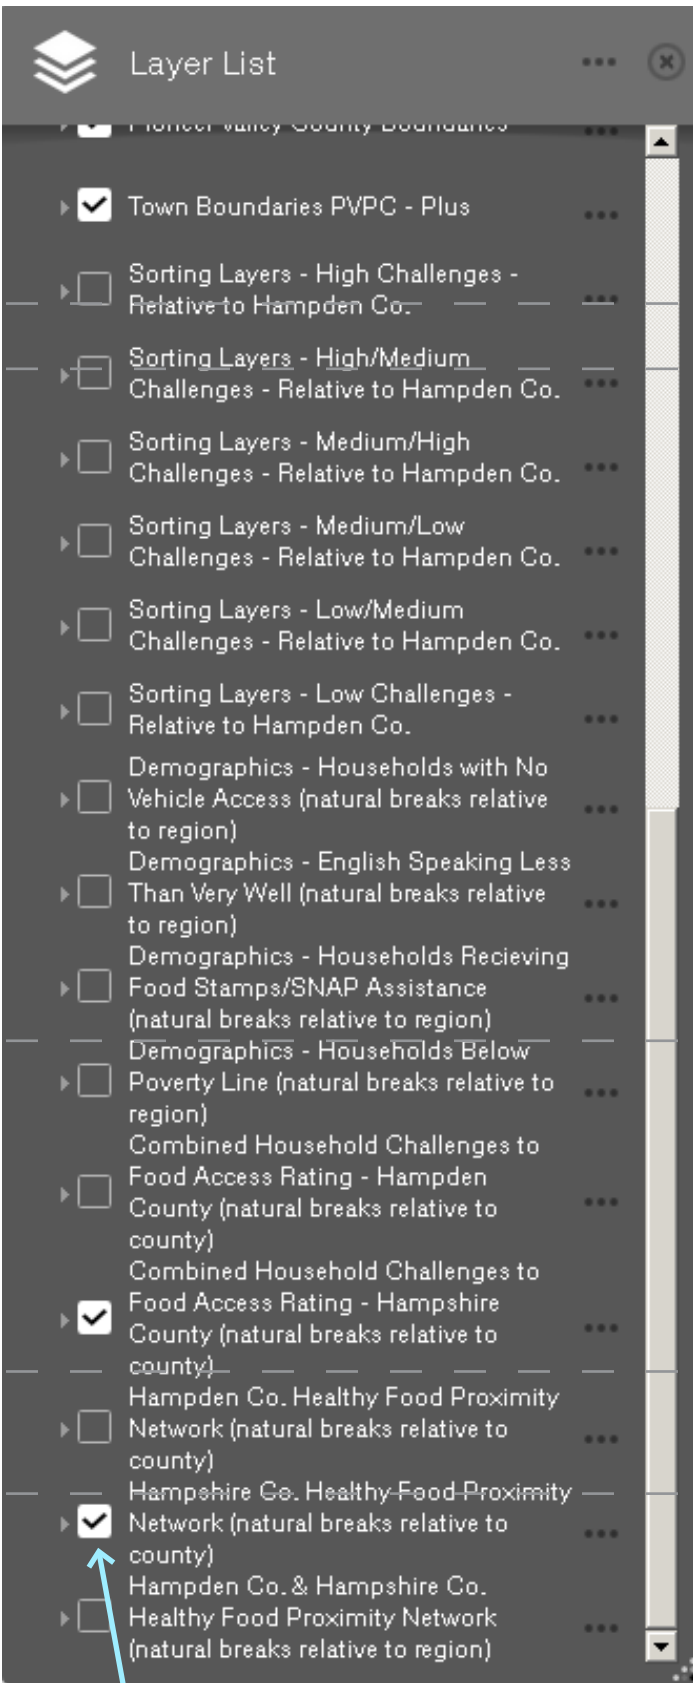 Layer List
Pioneer Valley County Boundaries
Town Boundaries PVPC - Plus
Sorting Layers - High Challenges -
Relative to Hampden Co.
Sorting Layers - High/Medium
Challenges - Relative to Hampden Co.
Sorting Layers - Medium/High
Challenges - Relative to Hampden Co.
Sorting Layers - Medium/Low
Challenges - Relative to Hampden Co.
Sorting Layers - Low/Medium
Challenges - Relative to Hampden Co.
Sorting Layers - Low Challenges -
Relative to Hampden Co.
Demographics - Households with No
Vehicle Access (natural breaks relative
to region)
Demographics - English Speaking Less
Than Very Well (natural breaks relative
to region)
Demographics - Households Recieving
Food Stamps/SNAP Assistance
(natural breaks relative to region)
Demographics - Households Below
Poverty Line (natural breaks relative to
region)
Combined Household Challenges to
Food Access Rating - Hampden
County (natural breaks relative to
county)
Combined Household Challenges to
Food Access Rating - Hampshire
County (natural breaks relative to
county)
Hampden Co. Healthy Food Proximity
Network (natural breaks relative to
county)
Hampshire Co. Healthy Food Proximity
Network (natural breaks relative to
county)
Hampden Co. & Hampshire Co.
Healthy Food Proximity Network
(natural breaks relative to region)